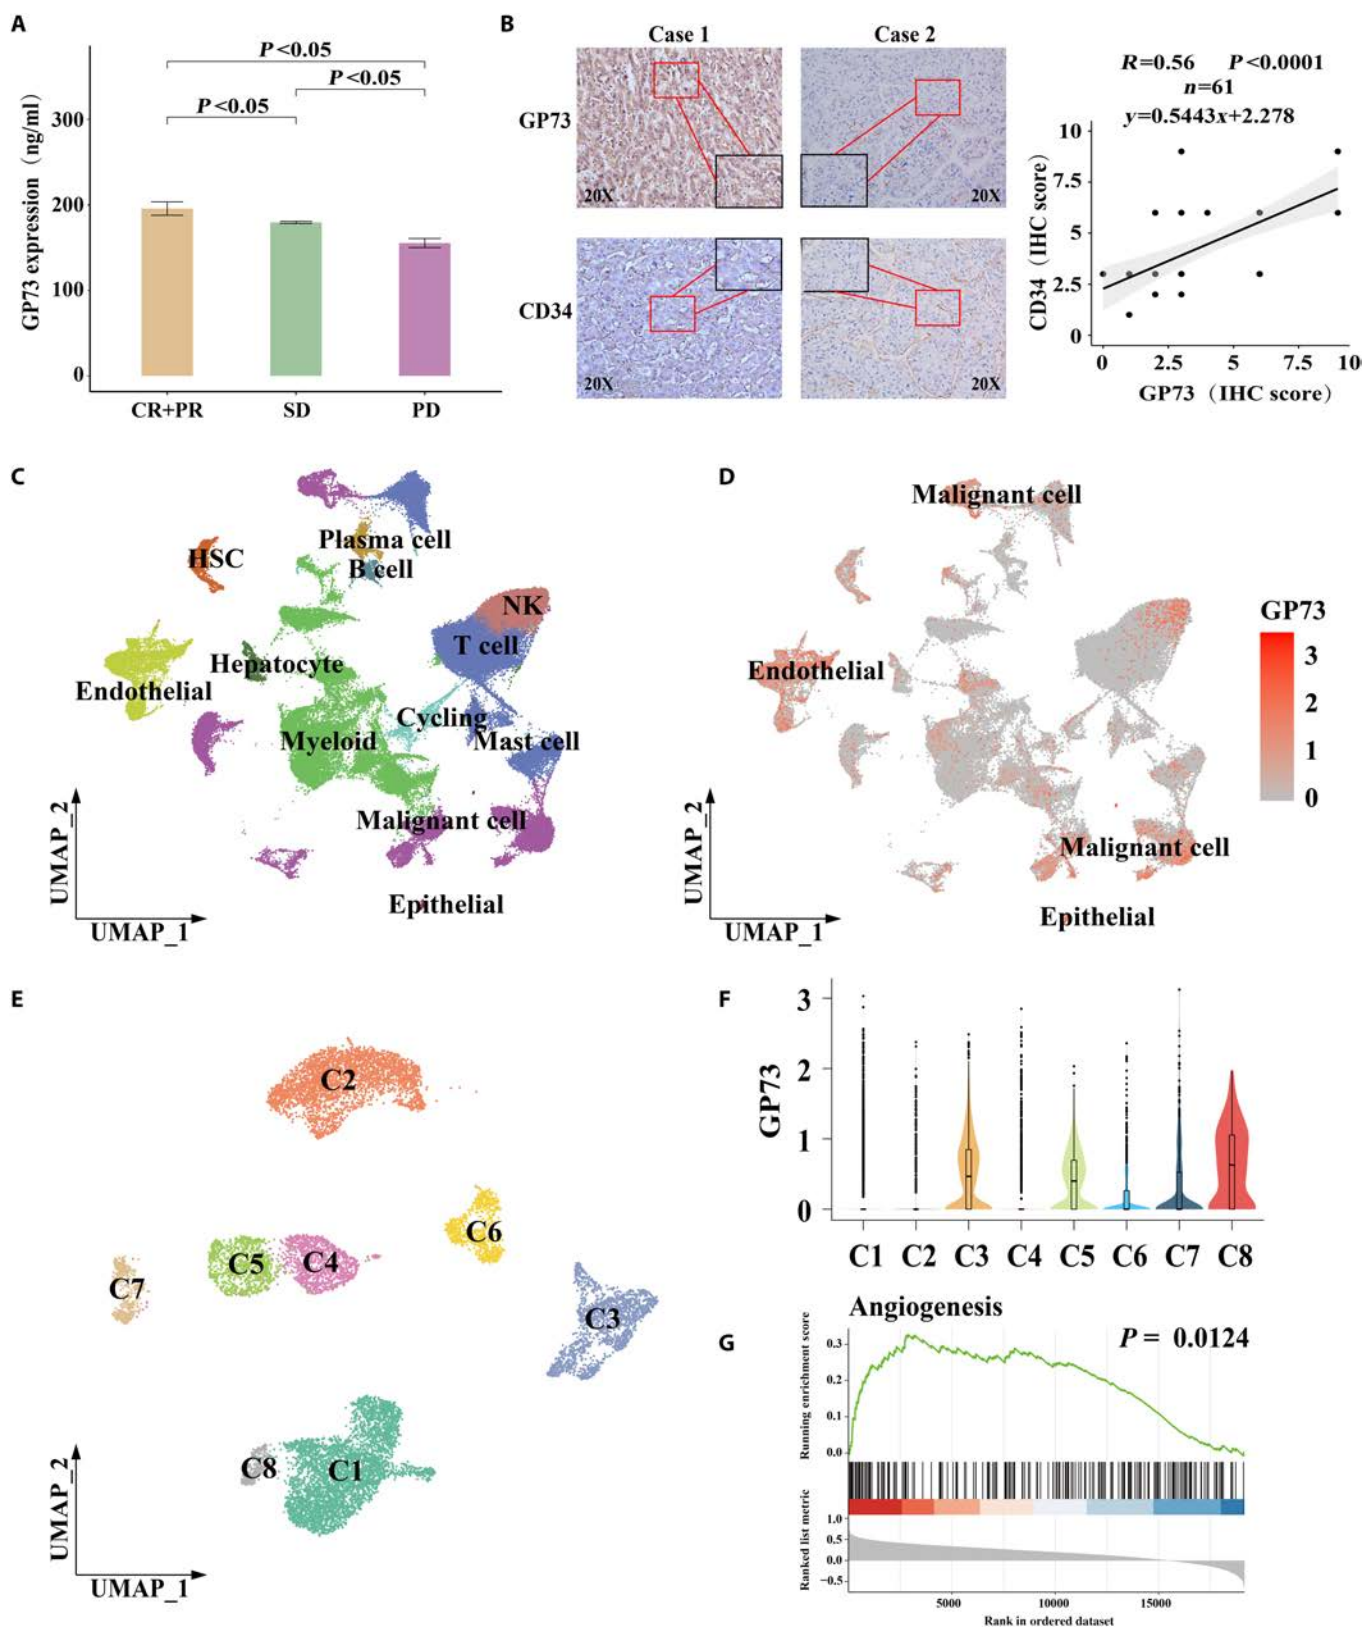 A
P<0.05
P<0.05
P<0.05
GP73 expression (ng/ml)
300
200
100
0
CR+PR SD PD
B
Case 1 Case 2
GP73
CD34
20X 20X
20X 20X
R=0.56 P<0.0001
n=61
y=0.5443x+2.278
CD34 (IHC score)
10
7.5
5
2.5
0
0 2.5 5 7.5 10
GP73 (IHC score)
C
Plasma cell
HSC
B cell
NK
T cell
Hepatocyte
Endothelial
Cycling
Myeloid
Mast cell
Malignant cell
Epithelial
UMAP_2
UMAP_1
D
Malignant cell
Endothelial
Malignant cell
Epithelial
GP73
3
2
1
0
UMAP_2
UMAP_1
E
C2
C6
C5 C4
C7
C3
C8 C1
UMAP_2
UMAP_1
F
GP73
3
2
1
0
C1 C2 C3 C4 C5 C6 C7 C8
G
Angiogenesis
P = 0.0124
Running enrichment score
0.3
0.2
0.1
0.0
Ranked list metric
1.0
0.5
0.0
−0.5
5000 10000 15000
Rank in ordered dataset